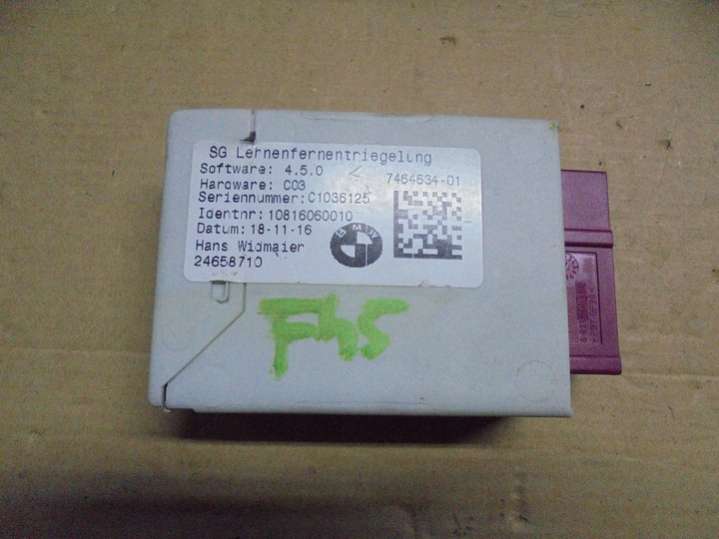 SG Lehnenfernentriegelung
Software: 4.5.0
7464634-01
Hardware: C03
Seriennummer: C1036125
Identnr: 10816060010
Datum: 18-11-16
Hans Widmaier
24658710
BMW
F45